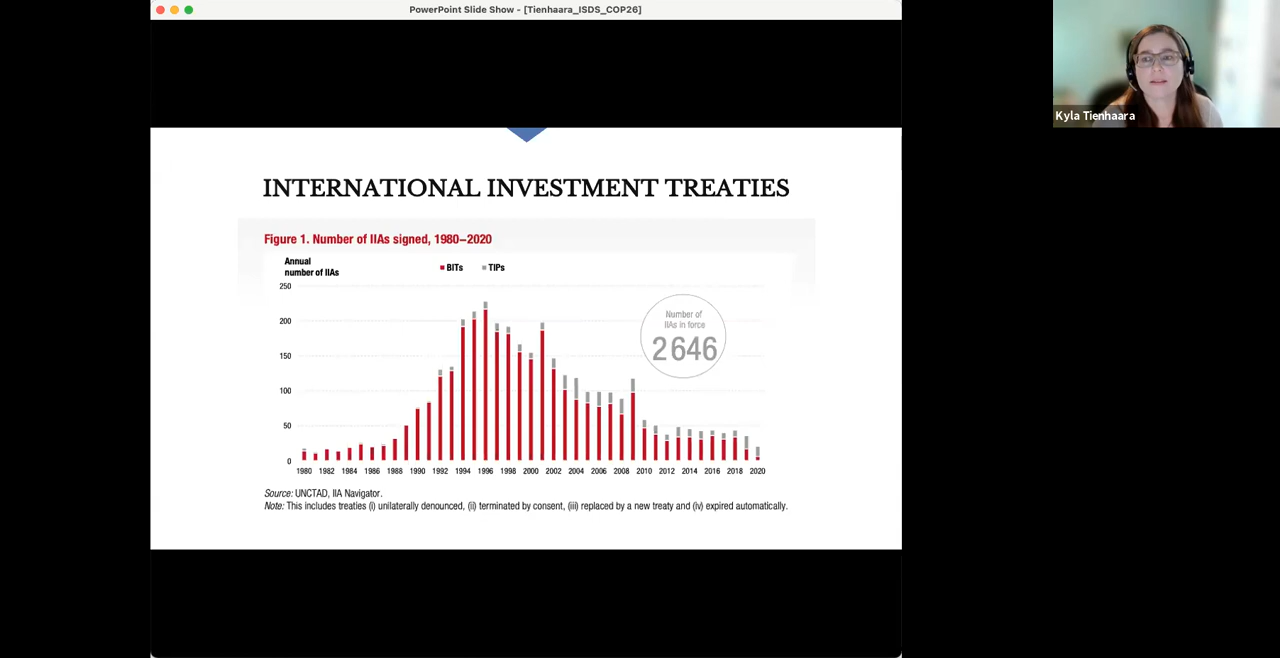 PowerPoint Slide Show - [Tienhaara_ISDS_COP26]
Kyla Tienhaara
INTERNATIONAL INVESTMENT TREATIES
Figure 1. Number of IIAs signed, 1980–2020
Annual
number of IIAs
BITs TIPs
250
200
150
100
50
0
Number of
IIAs in force
2 646
1980 1982 1984 1986 1988 1990 1992 1994 1996 1998 2000 2002 2004 2006 2008 2010 2012 2014 2016 2018 2020
Source: UNCTAD, IIA Navigator.
Note: This includes treaties (i) unilaterally denounced, (ii) terminated by consent, (iii) replaced by a new treaty and (iv) expired automatically.